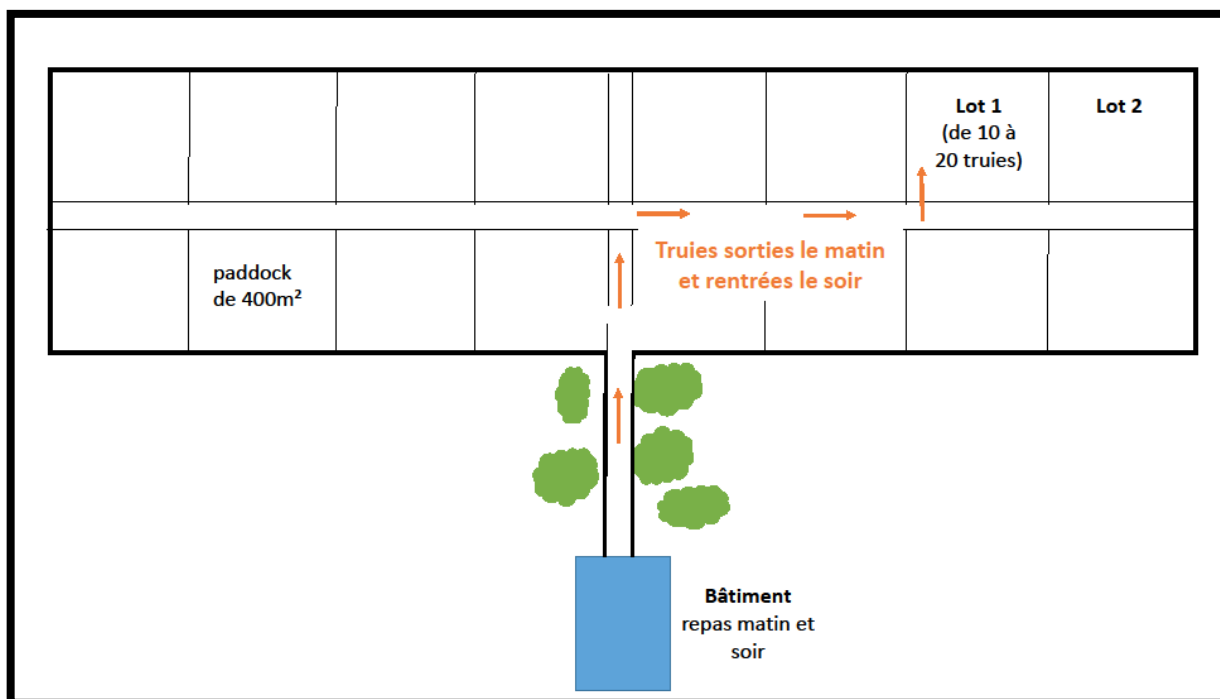 Lot 1
(de 10 à
20 truies)
Lot 2
Truies sorties le matin
et rentrées le soir
paddock
de 400m²
Bâtiment
repas matin et
soir